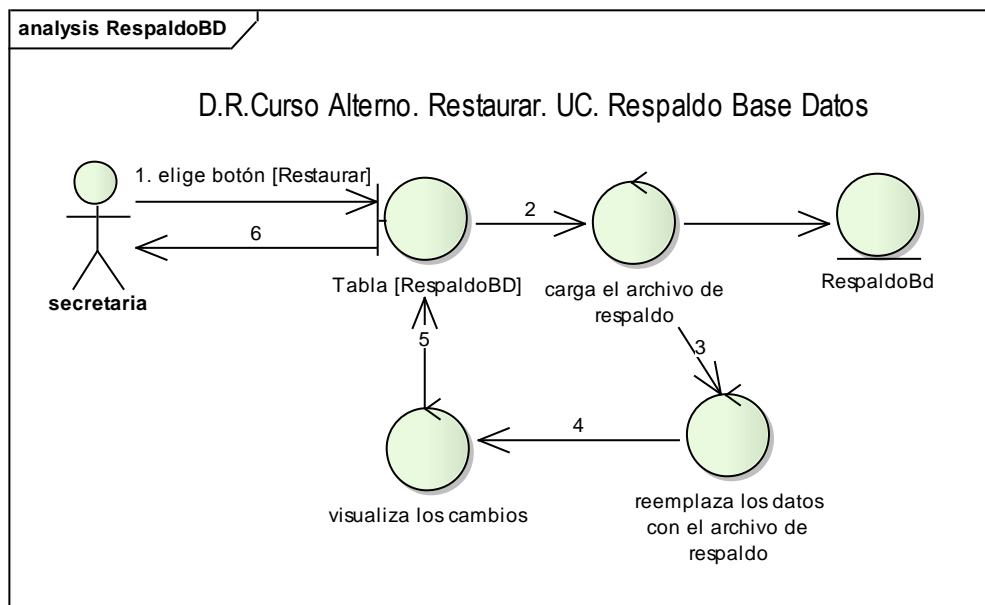 analysis RespaldoBD
D.R.Curso Alterno. Restaurar. UC. Respaldo Base Datos
1. elige botón [Restaurar]
2
6
secretaria
Tabla [RespaldoBD]
carga el archivo de
respaldo
RespaldoBd
5
3
4
visualiza los cambios
reemplaza los datos
con el archivo de
respaldo